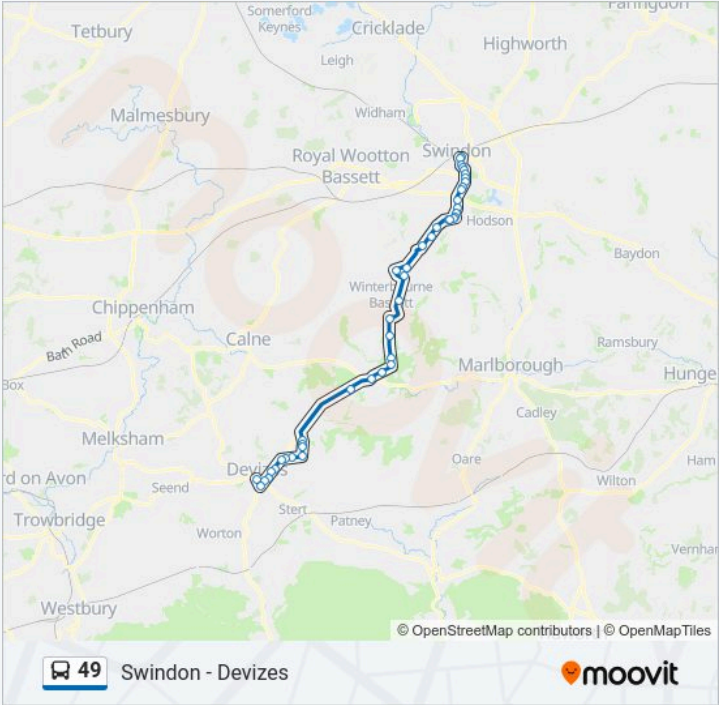 Tetbury
Somerford
Keynes
Cricklade
Faringdon
Highworth
Leigh
Malmesbury
Widham
Royal Wootton
Bassett
Swindon
Hodson
Baydon
Winterbourne
Bassett
Chippenham
Bath Road
Calne
Ramsbury
Marlborough
Hunge
Box
Cadley
Melksham
Oare
Ham
Devizes
rd on Avon
Seend
Wilton
Trowbridge
Stert
Patney
Worton
Vernhar
Westbury
© OpenStreetMap contributors | © OpenMapTiles
49 Swindon - Devizes
moovit